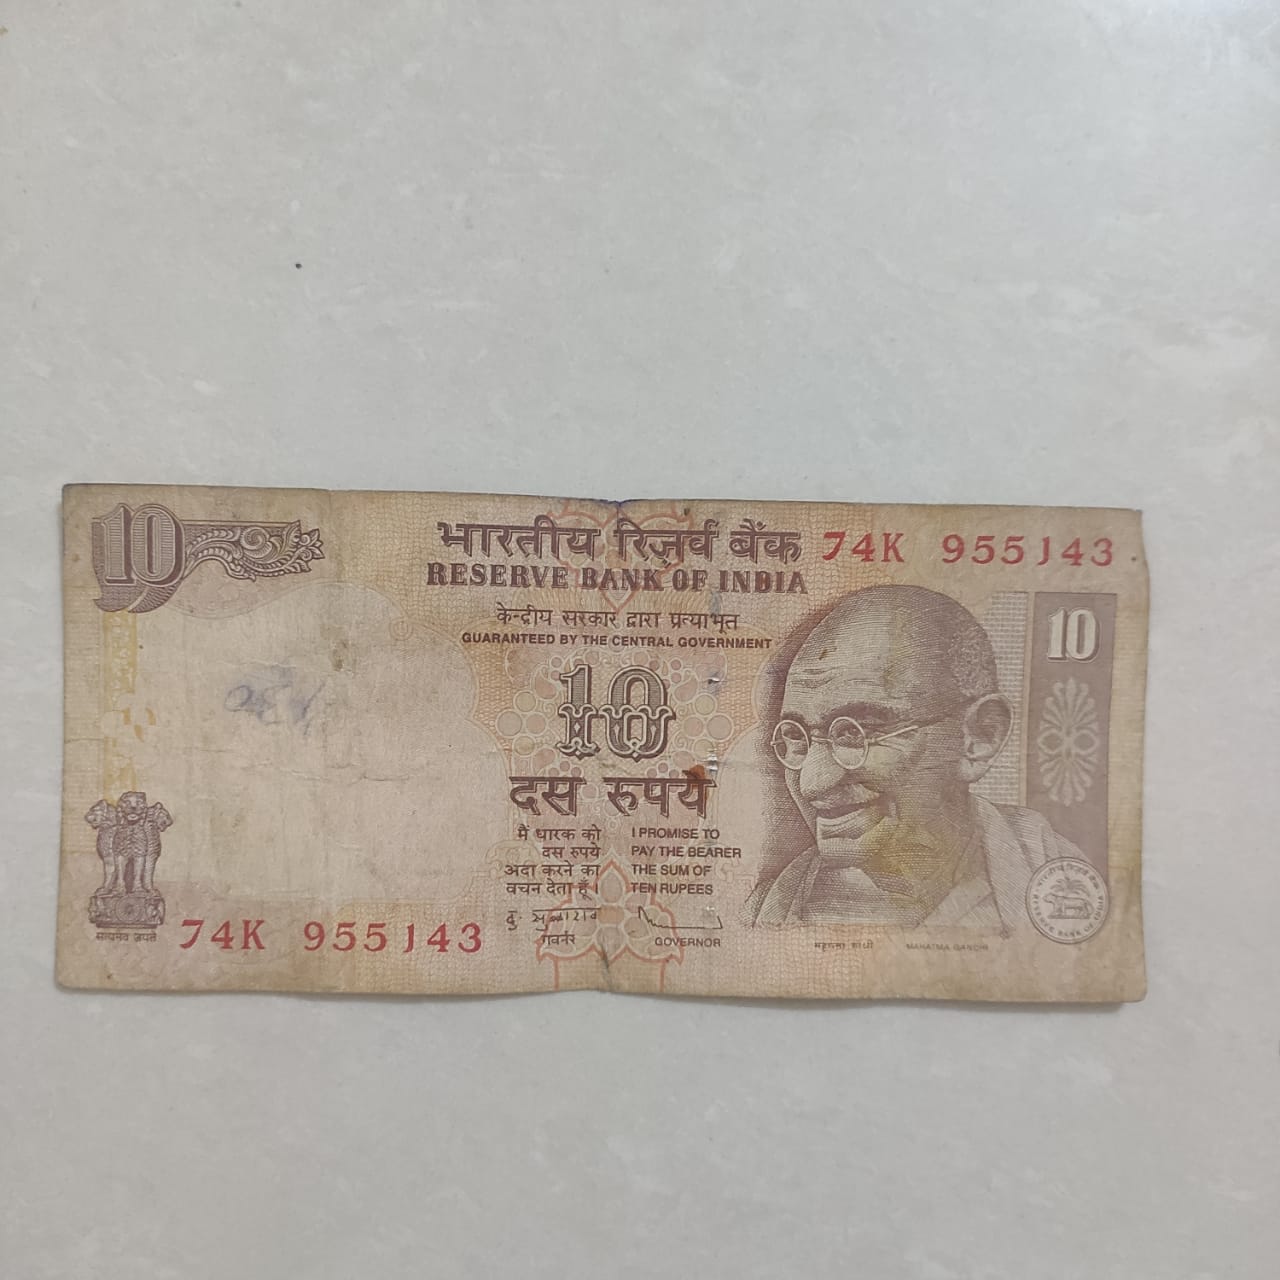 10
भारतीय रिज़र्व बैंक
74K 955143
RESERVE BANK OF INDIA
केन्द्रीय सरकार द्वारा प्रत्याभूत
GUARANTEED BY THE CENTRAL GOVERNMENT
10
10
दस रुपये
मैं धारक को
दस रुपये
अदा करने का
वचन देता हूँ।
I PROMISE TO
PAY THE BEARER
THE SUM OF
TEN RUPEES
गवर्नर
GOVERNOR
सत्यमेव जयते
74K 955143
महात्मा गांधी
MAHATMA GANDHI
भारतीय रिज़र्व बैंक
RESERVE BANK OF INDIA